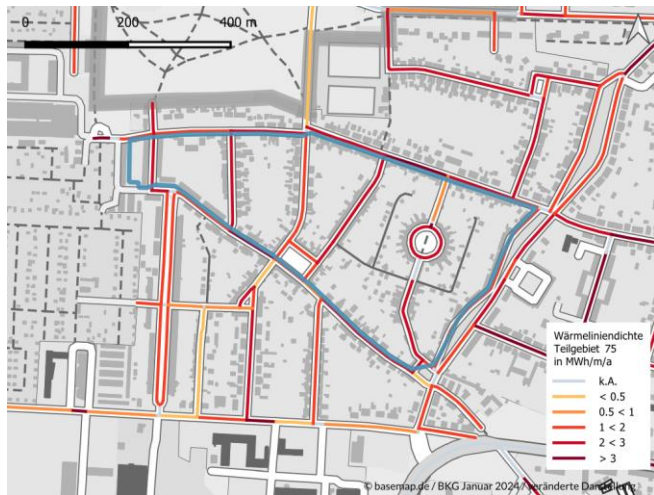 0 200 400 m
Wärmeliniendichte
Teilgebiet 75
in MWh/m/a
k.A.
< 0.5
0.5 < 1
1 < 2
2 < 3
> 3
© basemap.de / BKG Januar 2024 / veränderte Darstellung